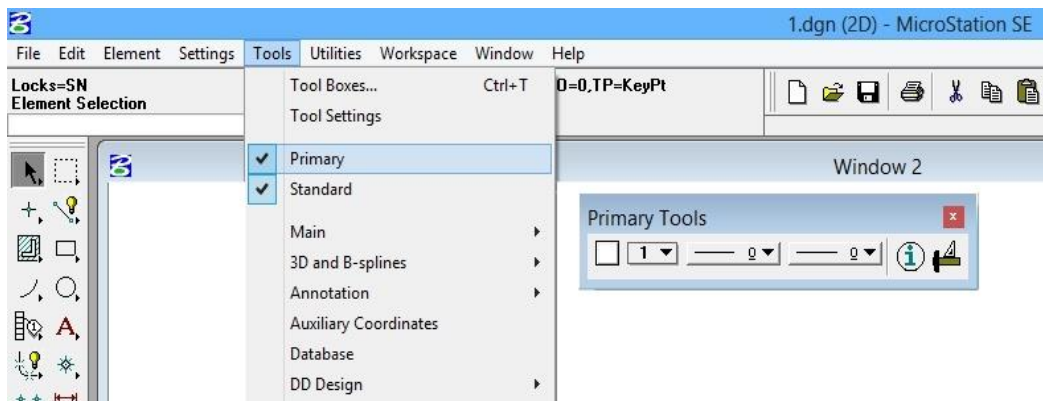 1.dgn (2D) - MicroStation SE
File Edit Element Settings Tools Utilities Workspace Window Help
Locks=SN
Element Selection
0=0,TP=KeyPt
Tool Boxes... Ctrl+T
Tool Settings
Primary
Standard
Main
3D and B-splines
Annotation
Auxiliary Coordinates
Database
DD Design
Window 2
Primary Tools
1 0 0
A